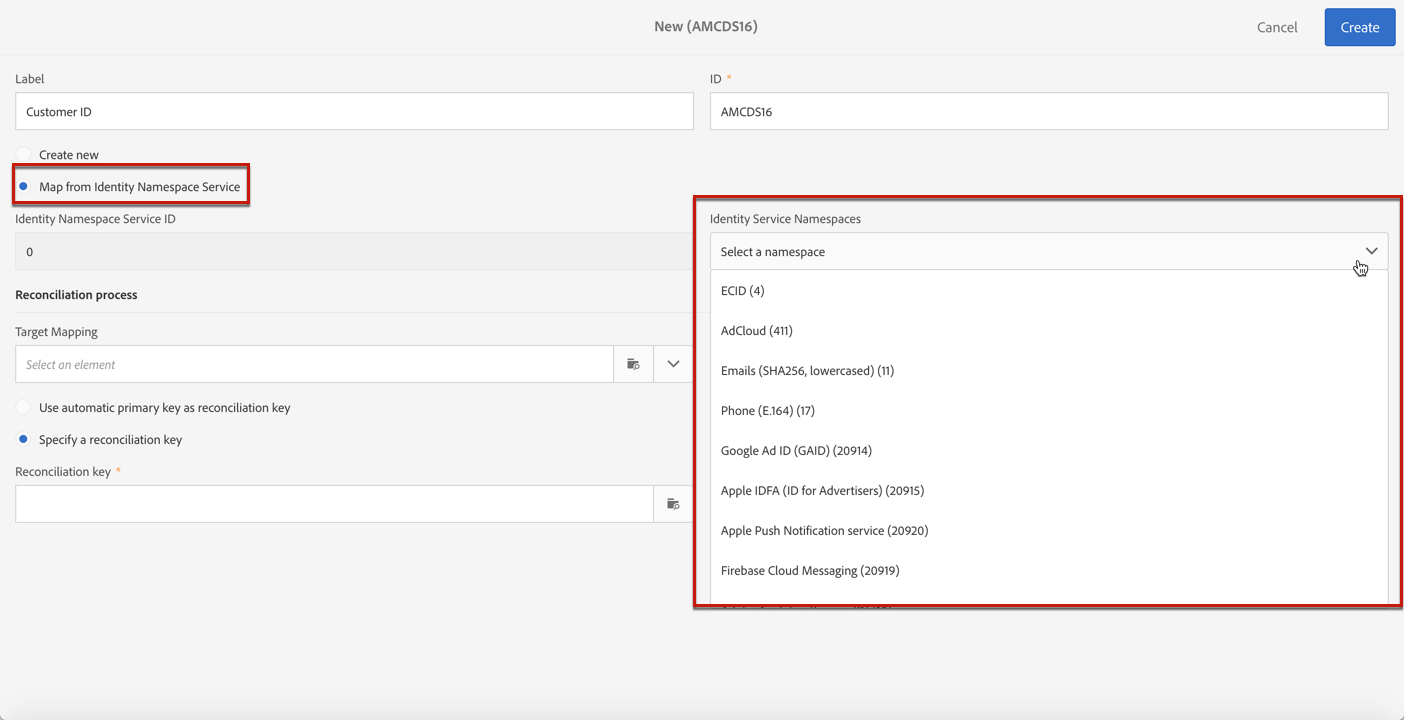 New (AMCDS16)
Cancel
Create
Label
ID *
Customer ID
AMCDS16
Create new
Map from Identity Namespace Service
Identity Namespace Service ID
Identity Service Namespaces
0
Select a namespace
ECID (4)
AdCloud (411)
Emails (SHA256, lowercased) (11)
Phone (E.164) (17)
Google Ad ID (GAID) (20914)
Apple IDFA (ID for Advertisers) (20915)
Apple Push Notification service (20920)
Firebase Cloud Messaging (20919)
Reconciliation process
Target Mapping
Select an element
Use automatic primary key as reconciliation key
Specify a reconciliation key
Reconciliation key *